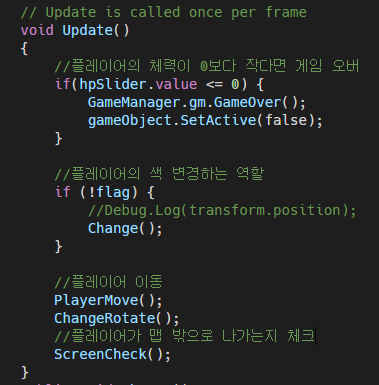 // Update is called once per frame
void Update()
{
//플레이어의 체력이 0보다 작다면 게임 오버
if(hpSlider.value <= 0) {
GameManager.gm.GameOver();
gameObject.SetActive(false);
}
//플레이어의 색 변경하는 역할
if (!flag) {
//Debug.Log(transform.position);
Change();
}
//플레이어 이동
PlayerMove();
ChangeRotate();
//플레이어가 맵 밖으로 나가는지 체크
ScreenCheck();
}